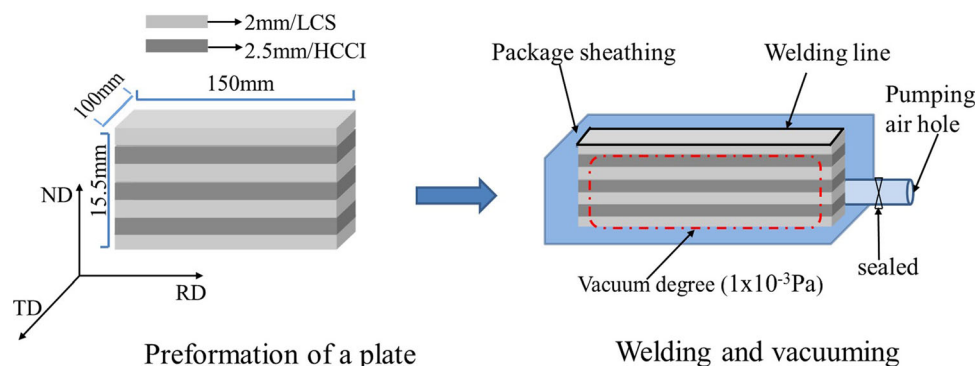 2mm/LCS
2.5mm/HCCI
150mm
100mm
15.5mm
ND
RD
TD
Preformation of a plate
Package sheathing
Welding line
Pumping
air hole
sealed
Vacuum degree (1x10⁻³Pa)
Welding and vacuuming